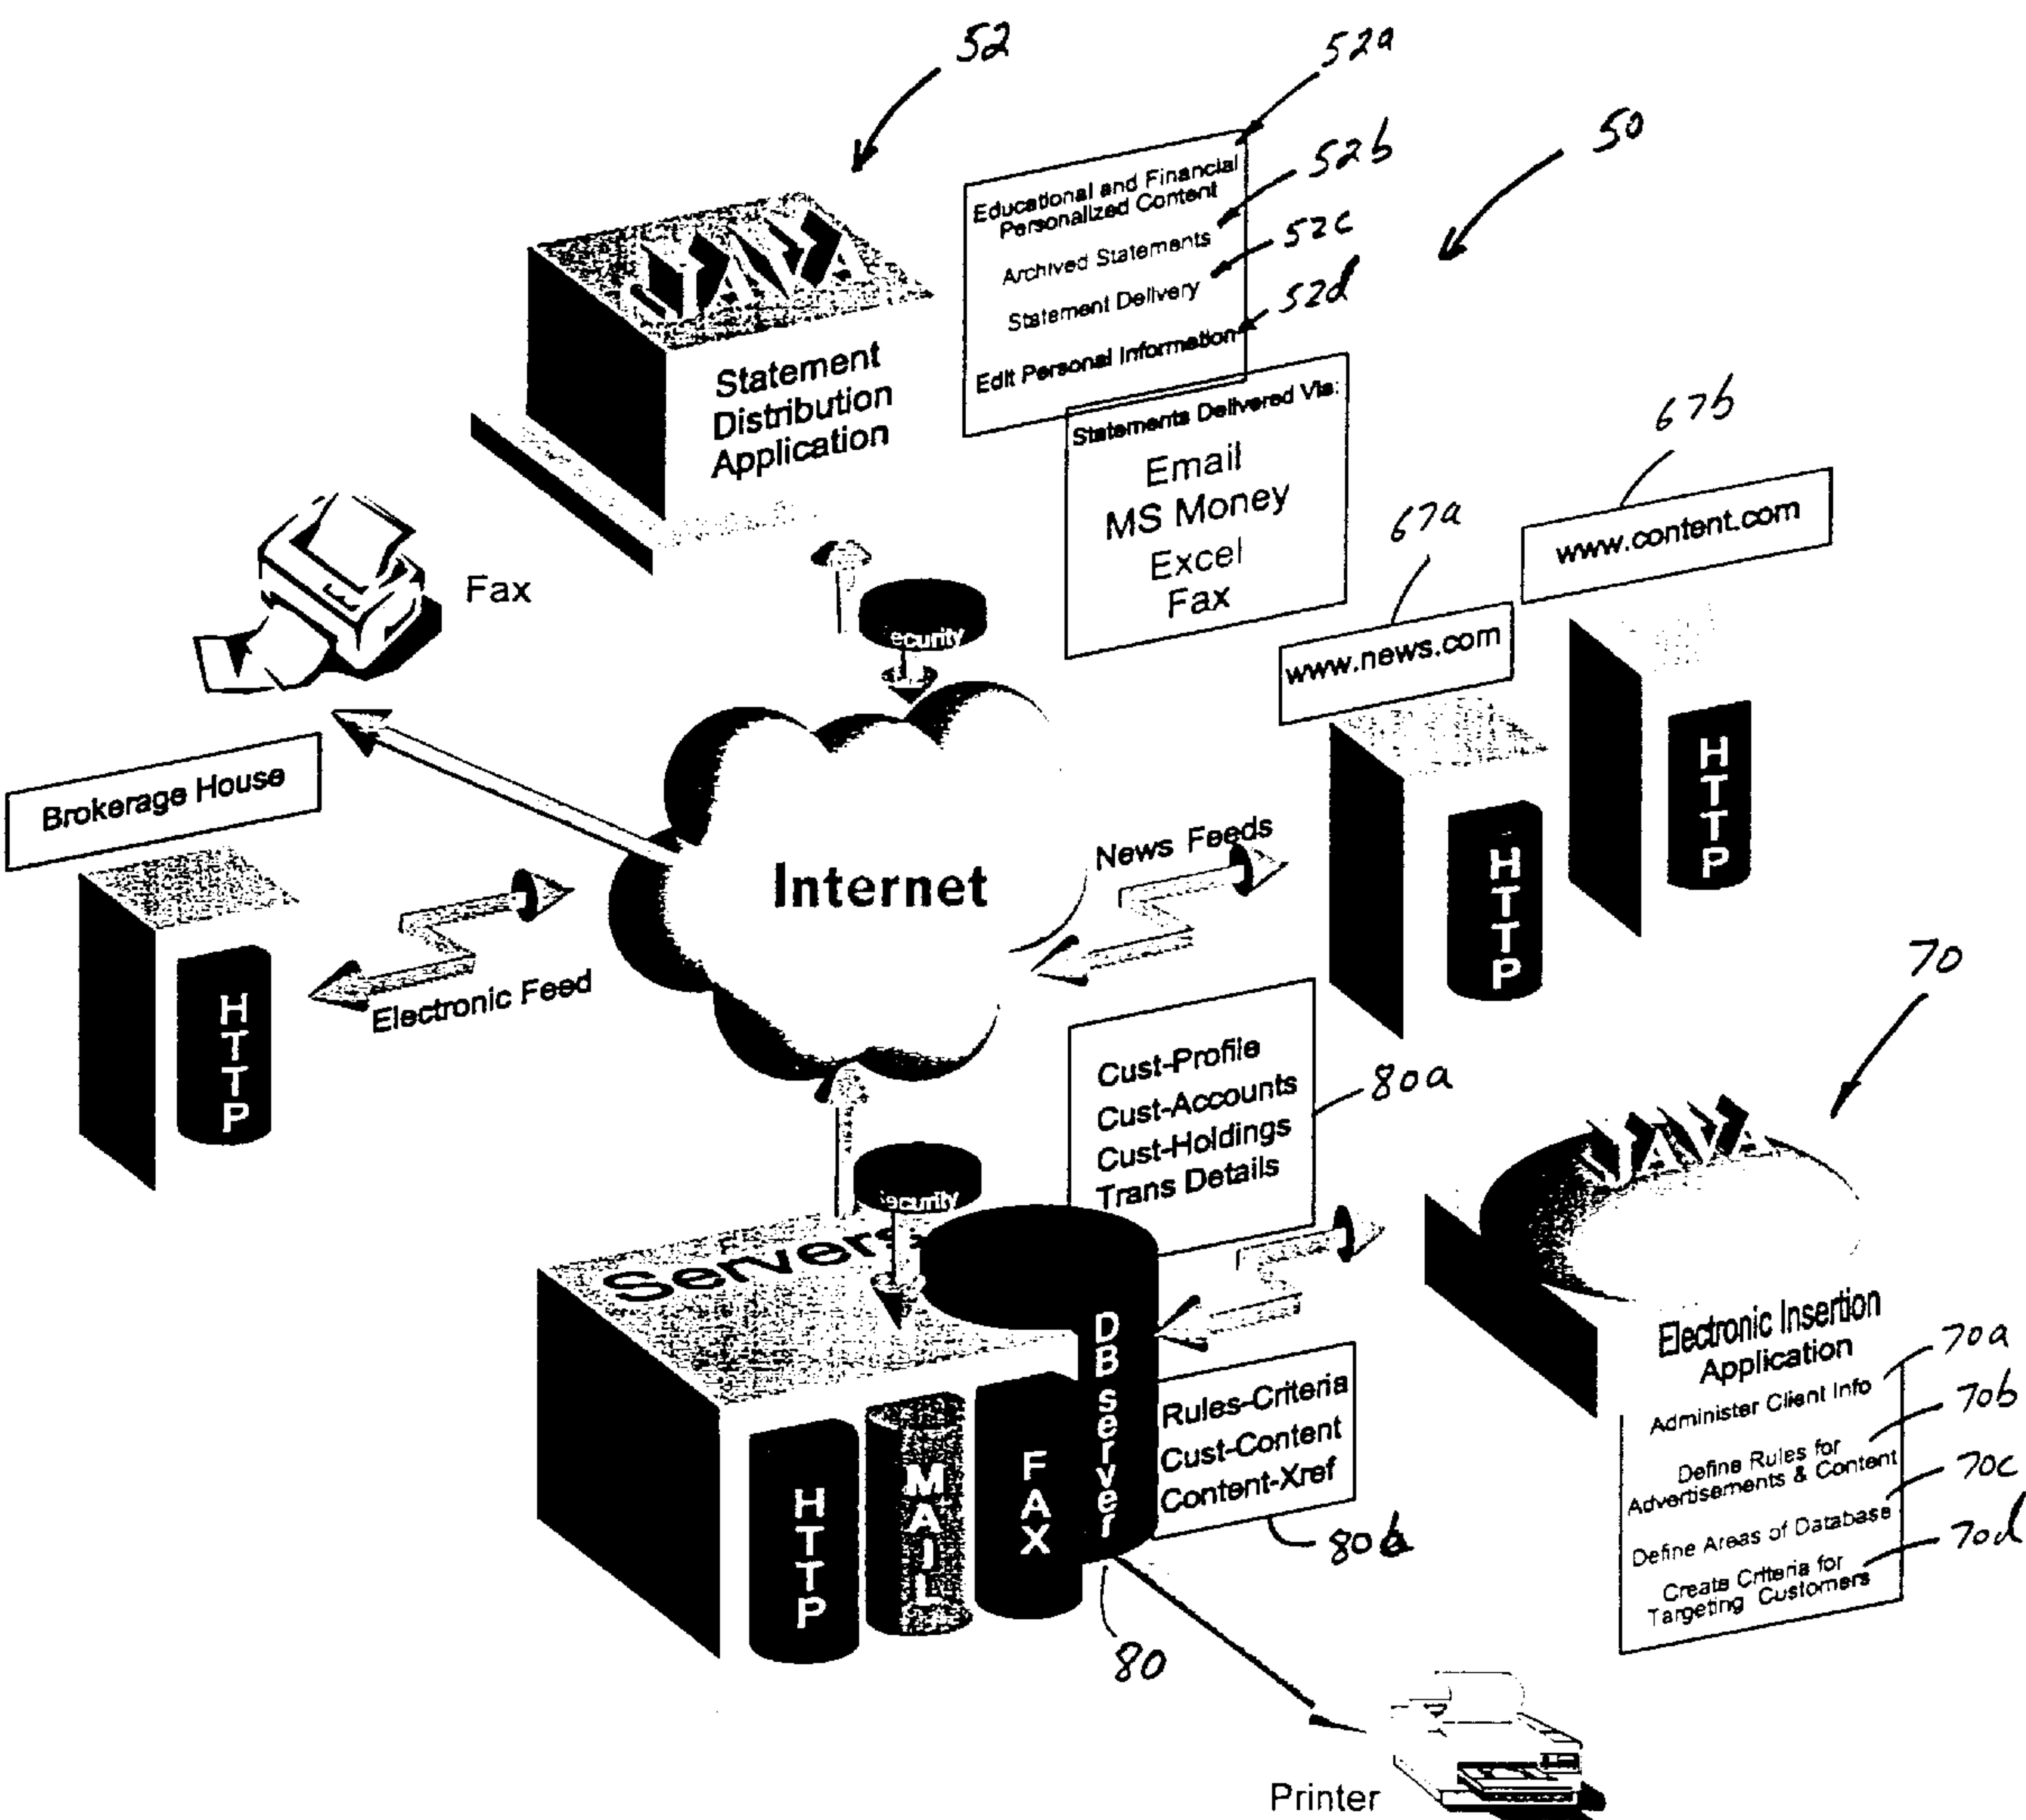 52
52a
52b
50
52c
52d
Educational and Financial
Personalized Content
Archived Statements
Statement Delivery
Edit Personal Information
JAVA
Statement
Distribution
Application
Statements Delivered Via:
Email
MS Money
Excel
Fax
67a
67b
www.news.com
www.content.com
HTTP
HTTP
Fax
ecurity
Brokerage House
HTTP
Electronic Feed
Internet
News Feeds
70
Cust-Profile
Cust-Accounts
Cust-Holdings
Trans Details
80a
ecurity
Servers
DB server
HTTP
MAIL
FAX
Rules-Criteria
Cust-Content
Content-Xref
80b
80
JAVA
Electronic Insertion
Application
70a
Administer Client Info
70b
Define Rules for
Advertisements & Content
70c
Define Areas of Database
70d
Create Criteria for
Targeting Customers
Printer